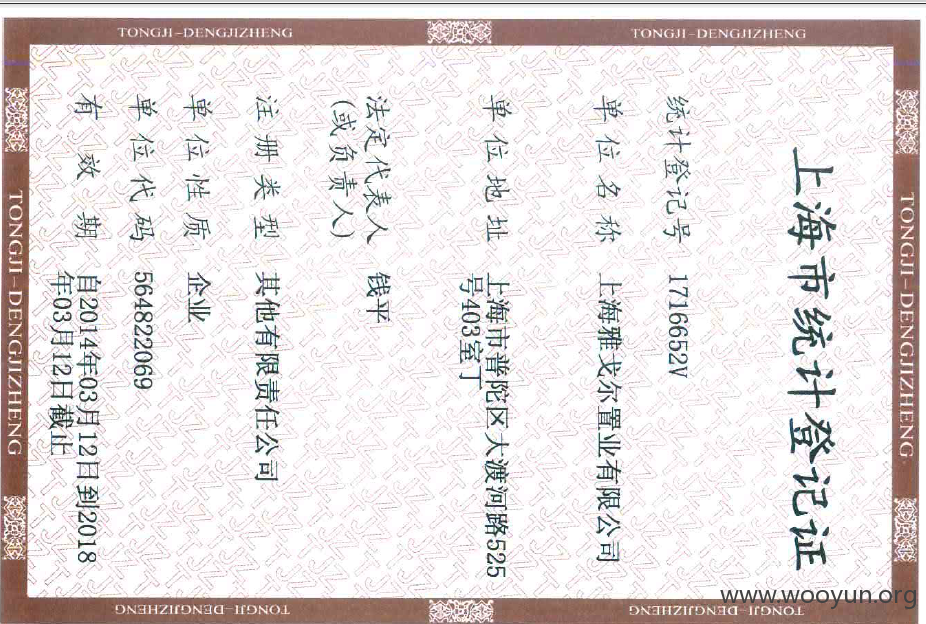 上海市统计登记证
统计登记号 1716652V
单位名称 上海雅戈尔置业有限公司
单位地址 上海市普陀区大渡河路525
号403室丁
法定代表人
(或负责人) 钱平
注册类型 其他有限责任公司
单位性质 企业
单位代码 564822069
有效期 自2014年03月12日到2018
年03月12日截止
TONGJI-DENGJIZHENG
TONGJI-DENGJIZHENG
TONGJI-DENGJIZHENG
TONGJI-DENGJIZHENG
TONGJI-DENGJIZHENG
TONGJI-DENGJIZHENG
www.wooyun.org